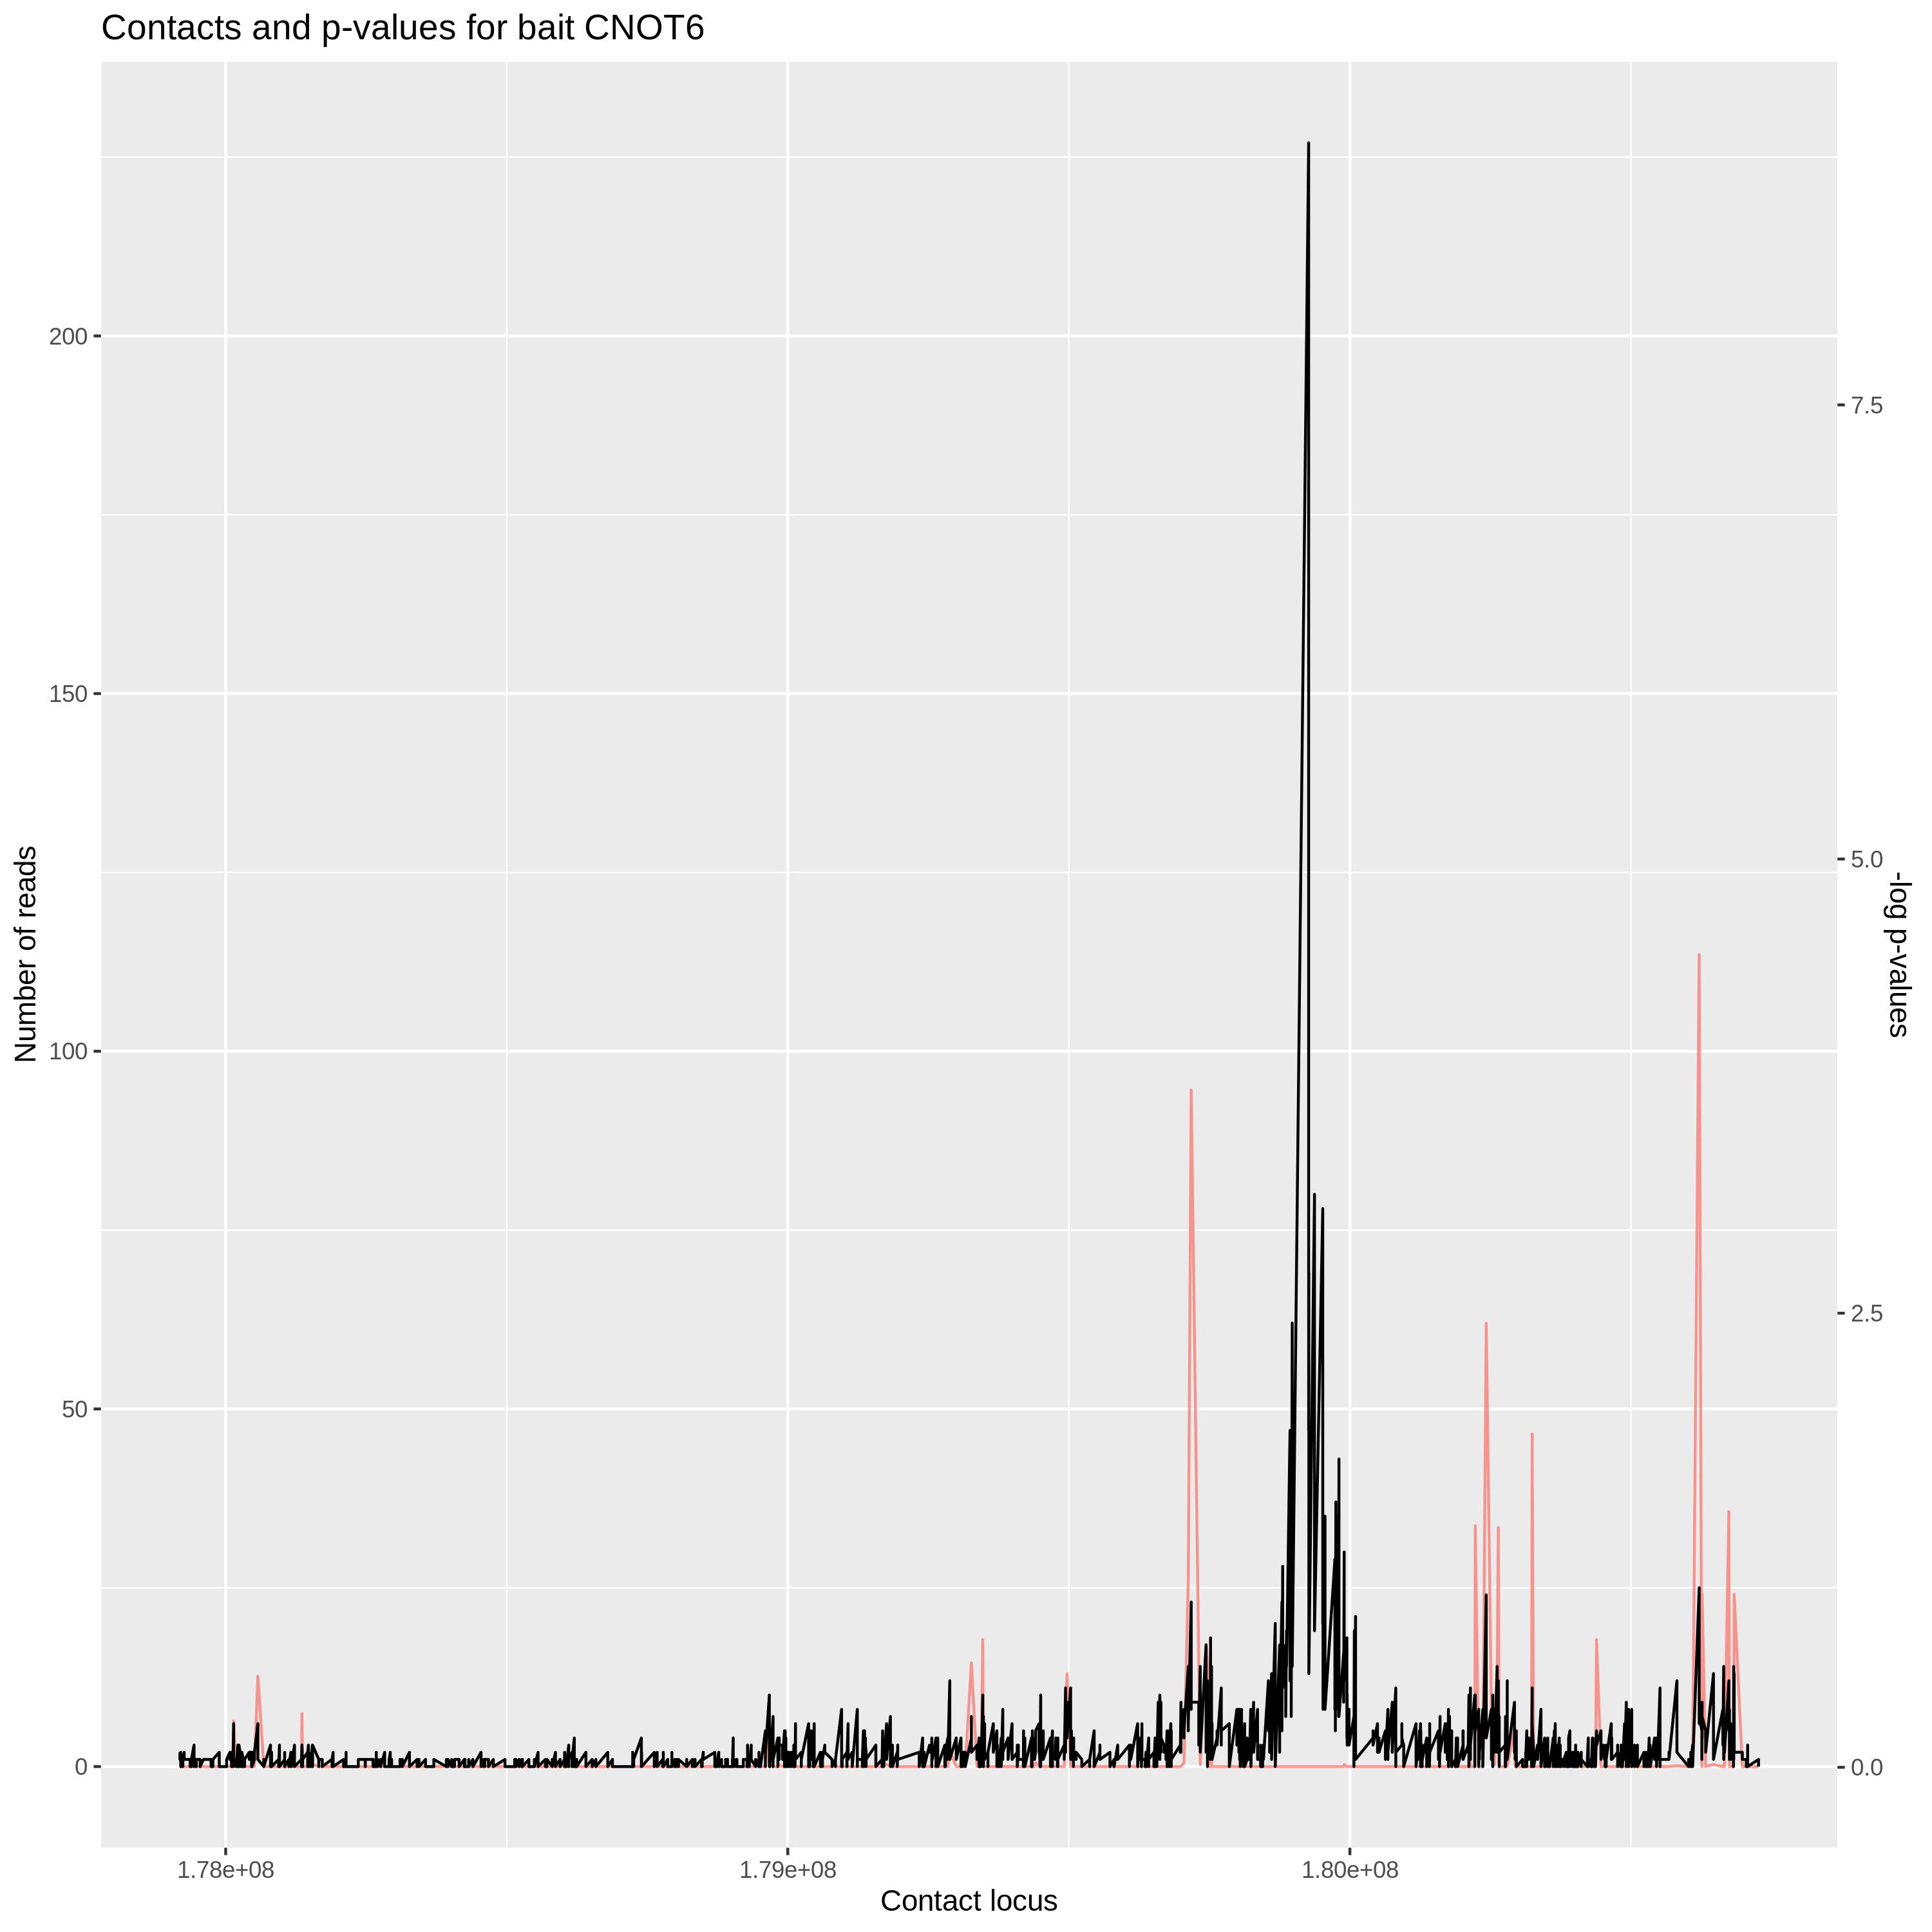 Contacts and p-values for bait CNOT6
200
150
100
50
0
Number of reads
7.5
5.0
2.5
0.0
-log p-values
1.78e+08
1.79e+08
1.80e+08
Contact locus